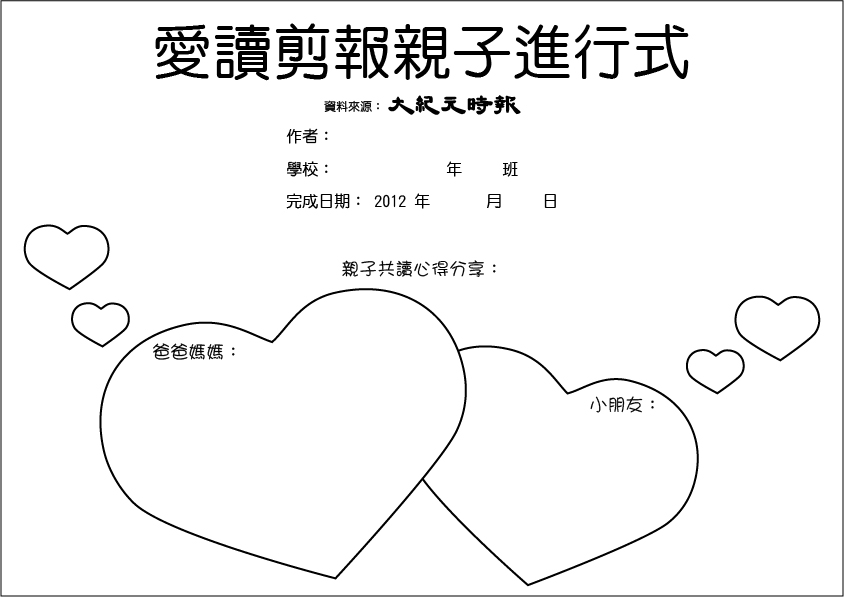 愛讀剪報親子進行式
資料來源：大紀元時報
作者：
學校： 年 班
完成日期： 2012 年 月 日
親子共讀心得分享：
爸爸媽媽：
小朋友：